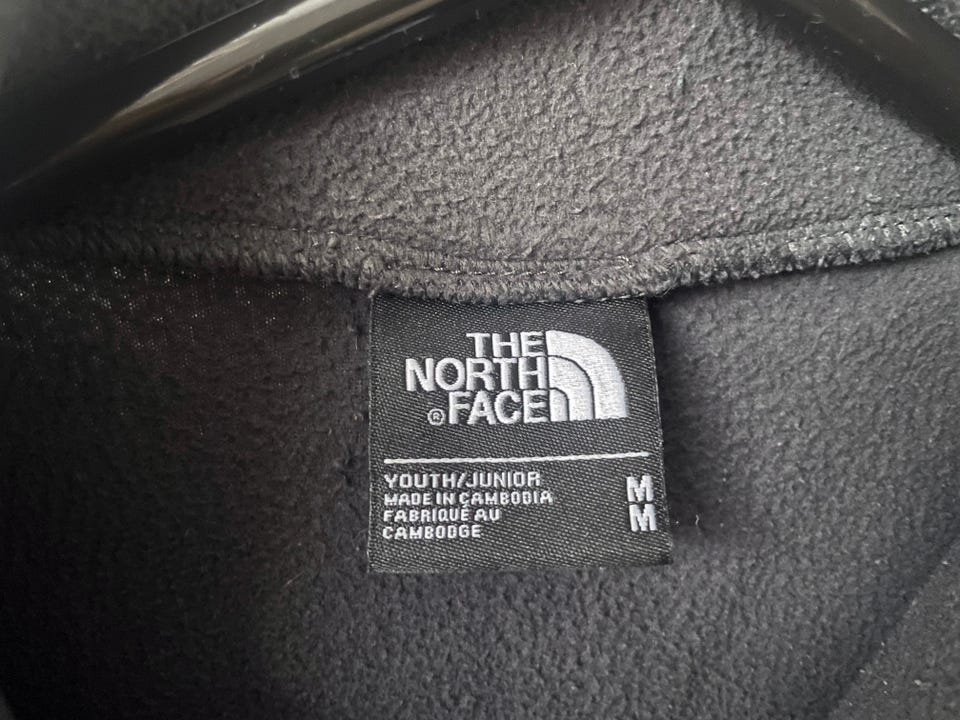 THE
NORTH
® FACE
YOUTH/JUNIOR
MADE IN CAMBODIA
FABRIQUÉ AU
CAMBODGE
M
M